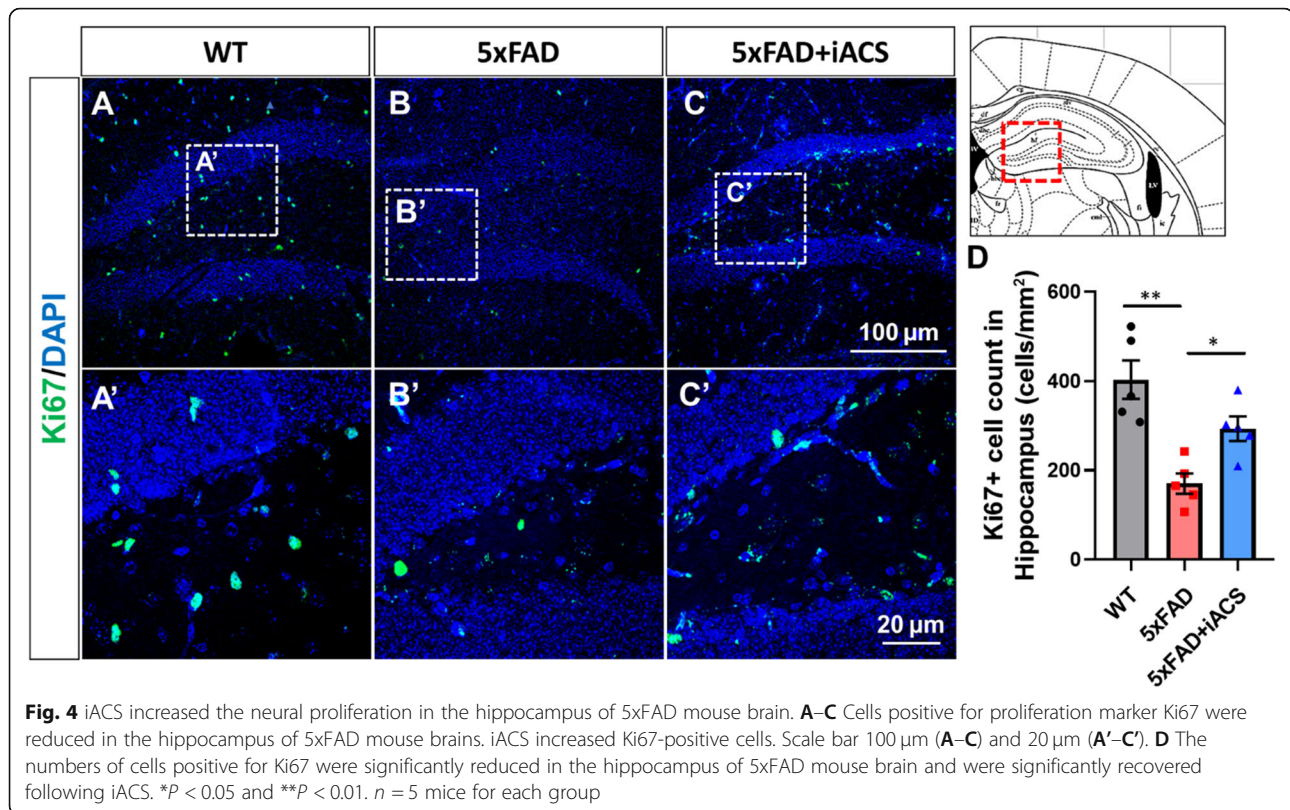 WT
5xFAD
5xFAD+iACS
Ki67/DAPI
A
A'
B
B'
C
C'
100 µm
A'
B'
C'
20 µm
LV
D
Ki67+ cell count in
Hippocampus (cells/mm²)
600
400
200
0
**
*
WT
5xFAD
5xFAD+iACS
Fig. 4 iACS increased the neural proliferation in the hippocampus of 5xFAD mouse brain. A–C Cells positive for proliferation marker Ki67 were
reduced in the hippocampus of 5xFAD mouse brains. iACS increased Ki67-positive cells. Scale bar 100 µm (A–C) and 20 µm (A'–C'). D The
numbers of cells positive for Ki67 were significantly reduced in the hippocampus of 5xFAD mouse brain and were significantly recovered
following iACS. *P < 0.05 and **P < 0.01. n = 5 mice for each group